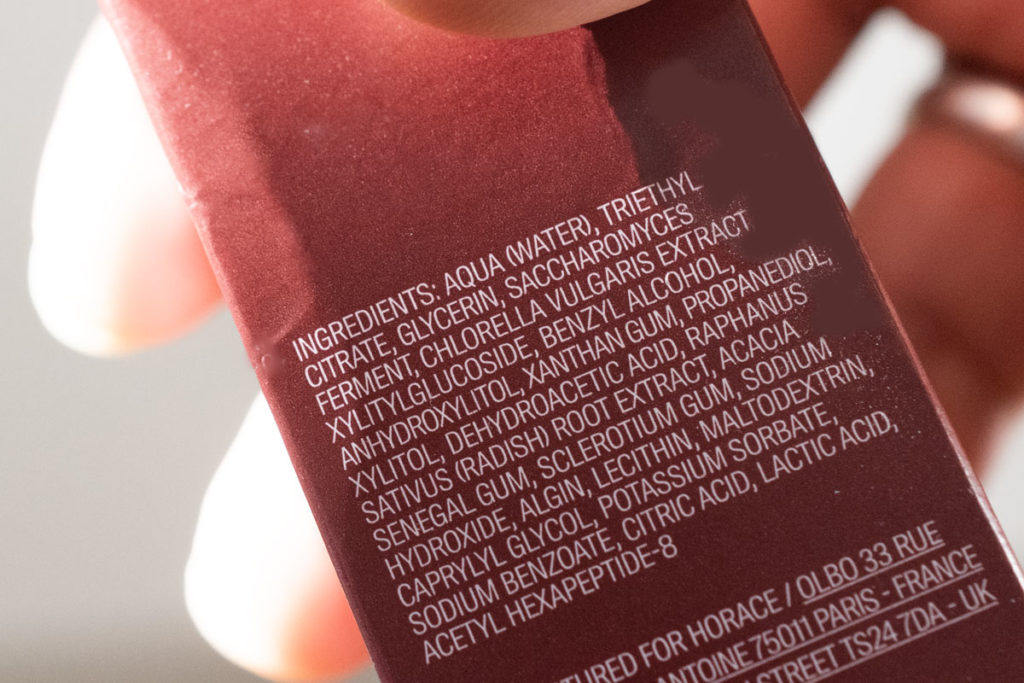 INGREDIENTS: AQUA (WATER), TRIETHYL
CITRATE, GLYCERIN, SACCHAROMYCES
FERMENT, CHLORELLA VULGARIS EXTRACT
XYLITYLGLUCOSIDE, BENZYL ALCOHOL,
ANHYDROXYLITOL, XANTHAN GUM, PROPANEDIOL,
XYLITOL, DEHYDROACETIC ACID, RAPHANUS
SATIVUS (RADISH) ROOT EXTRACT, ACACIA
SENEGAL GUM, SCLEROTIUM GUM, SODIUM
HYDROXIDE, ALGIN, LECITHIN, MALTODEXTRIN,
CAPRYLYL GLYCOL, POTASSIUM SORBATE,
SODIUM BENZOATE, CITRIC ACID, LACTIC ACID,
ACETYL HEXAPEPTIDE-8
TURED FOR HORACE / OLBO 33 RUE
ANTOINE 75011 PARIS - FRANCE
STREET TS24 7DA - UK